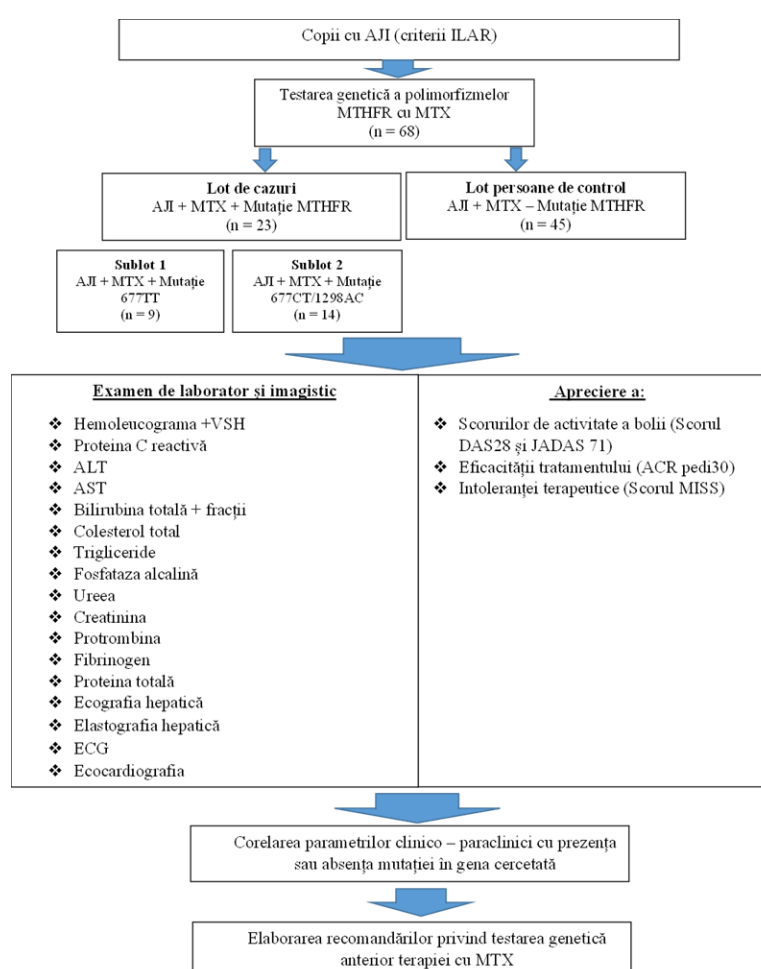 Copii cu AJI (criterii ILAR)
Testarea genetică a polimorfizmelor
MTHFR cu MTX
(n = 68)
Lot de cazuri
AJI + MTX + Mutație MTHFR
(n = 23)
Lot persoane de control
AJI + MTX – Mutație MTHFR
(n = 45)
Sublot 1
AJI + MTX + Mutație
677TT
(n = 9)
Sublot 2
AJI + MTX + Mutație
677CT/1298AC
(n = 14)
Examen de laborator și imagistic
❖ Hemoleucograma +VSH
❖ Proteina C reactivă
❖ ALT
❖ AST
❖ Bilirubina totală + fracții
❖ Colesterol total
❖ Trigliceride
❖ Fosfataza alcalină
❖ Ureea
❖ Creatinina
❖ Protrombina
❖ Fibrinogen
❖ Proteina totală
❖ Ecografia hepatică
❖ Elastografia hepatică
❖ ECG
❖ Ecocardiografia
Apreciere a:
❖ Scorurilor de activitate a bolii (Scorul
DAS28 și JADAS 71)
❖ Eficacității tratamentului (ACR pedi30)
❖ Intoleranței terapeutice (Scorul MISS)
Corelarea parametrilor clinico – paraclinici cu prezența
sau absența mutației în gena cercetată
Elaborarea recomandărilor privind testarea genetică
anterior terapiei cu MTX